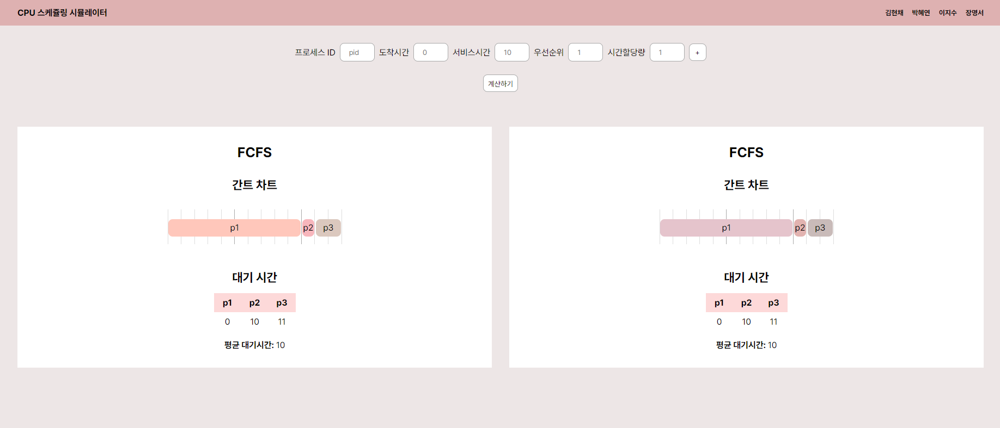 CPU 스케쥴링 시뮬레이터 김현채 박혜연 이지수 장명서
프로세스 ID pid 도착시간 0 서비스시간 10 우선순위 1 시간할당량 1 +
계산하기
FCFS
간트 차트
p1 p2 p3
대기 시간
p1 p2 p3
0 10 11
평균 대기시간: 10
FCFS
간트 차트
p1 p2 p3
대기 시간
p1 p2 p3
0 10 11
평균 대기시간: 10